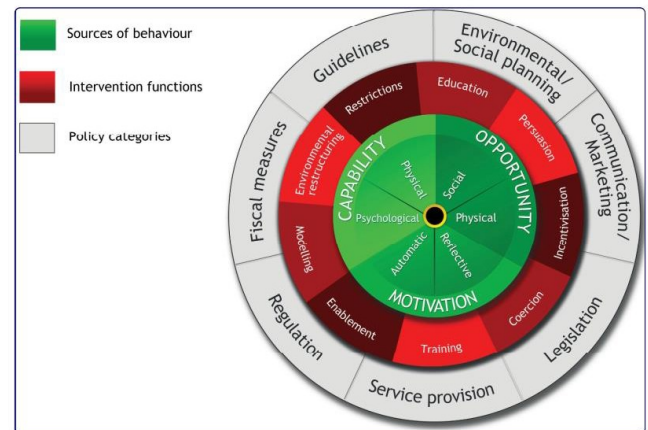 Sources of behaviour
Intervention functions
Policy categories
Guidelines
Environmental/
Social planning
Communication/
Marketing
Legislation
Service provision
Regulation
Fiscal measures
Restrictions
Education
Persuasion
Incentivisation
Coercion
Training
Enablement
Modelling
Environmental
restructuring
CAPABILITY
OPPORTUNITY
MOTIVATION
Physical
Social
Psychological
Physical
Automatic
Reflective